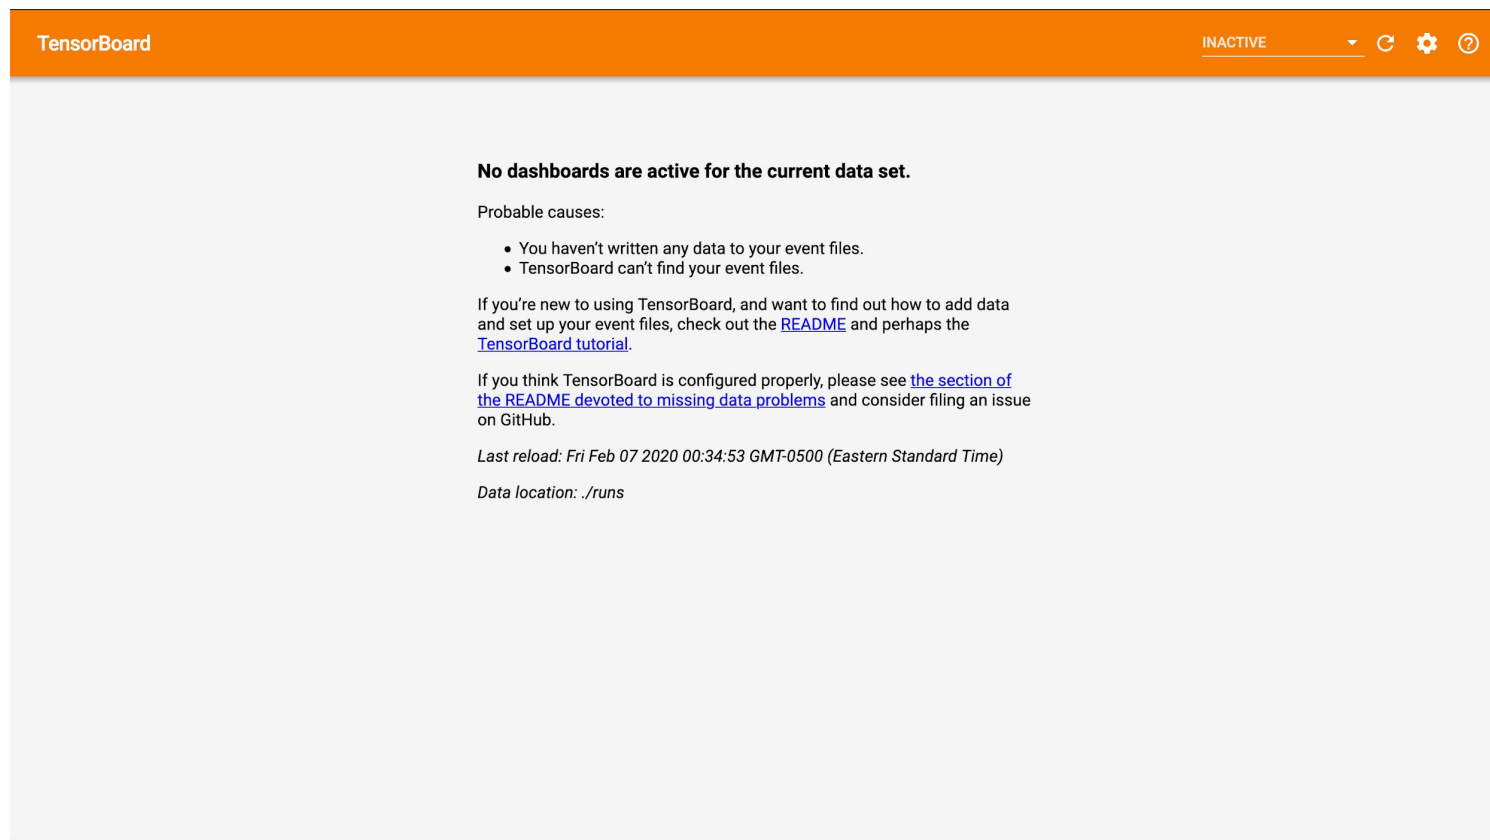 TensorBoard
INACTIVE
No dashboards are active for the current data set.
Probable causes:
• You haven’t written any data to your event files.
• TensorBoard can’t find your event files.
If you’re new to using TensorBoard, and want to find out how to add data
and set up your event files, check out the README and perhaps the
TensorBoard tutorial.
If you think TensorBoard is configured properly, please see the section of
the README devoted to missing data problems and consider filing an issue
on GitHub.
Last reload: Fri Feb 07 2020 00:34:53 GMT-0500 (Eastern Standard Time)
Data location: ./runs